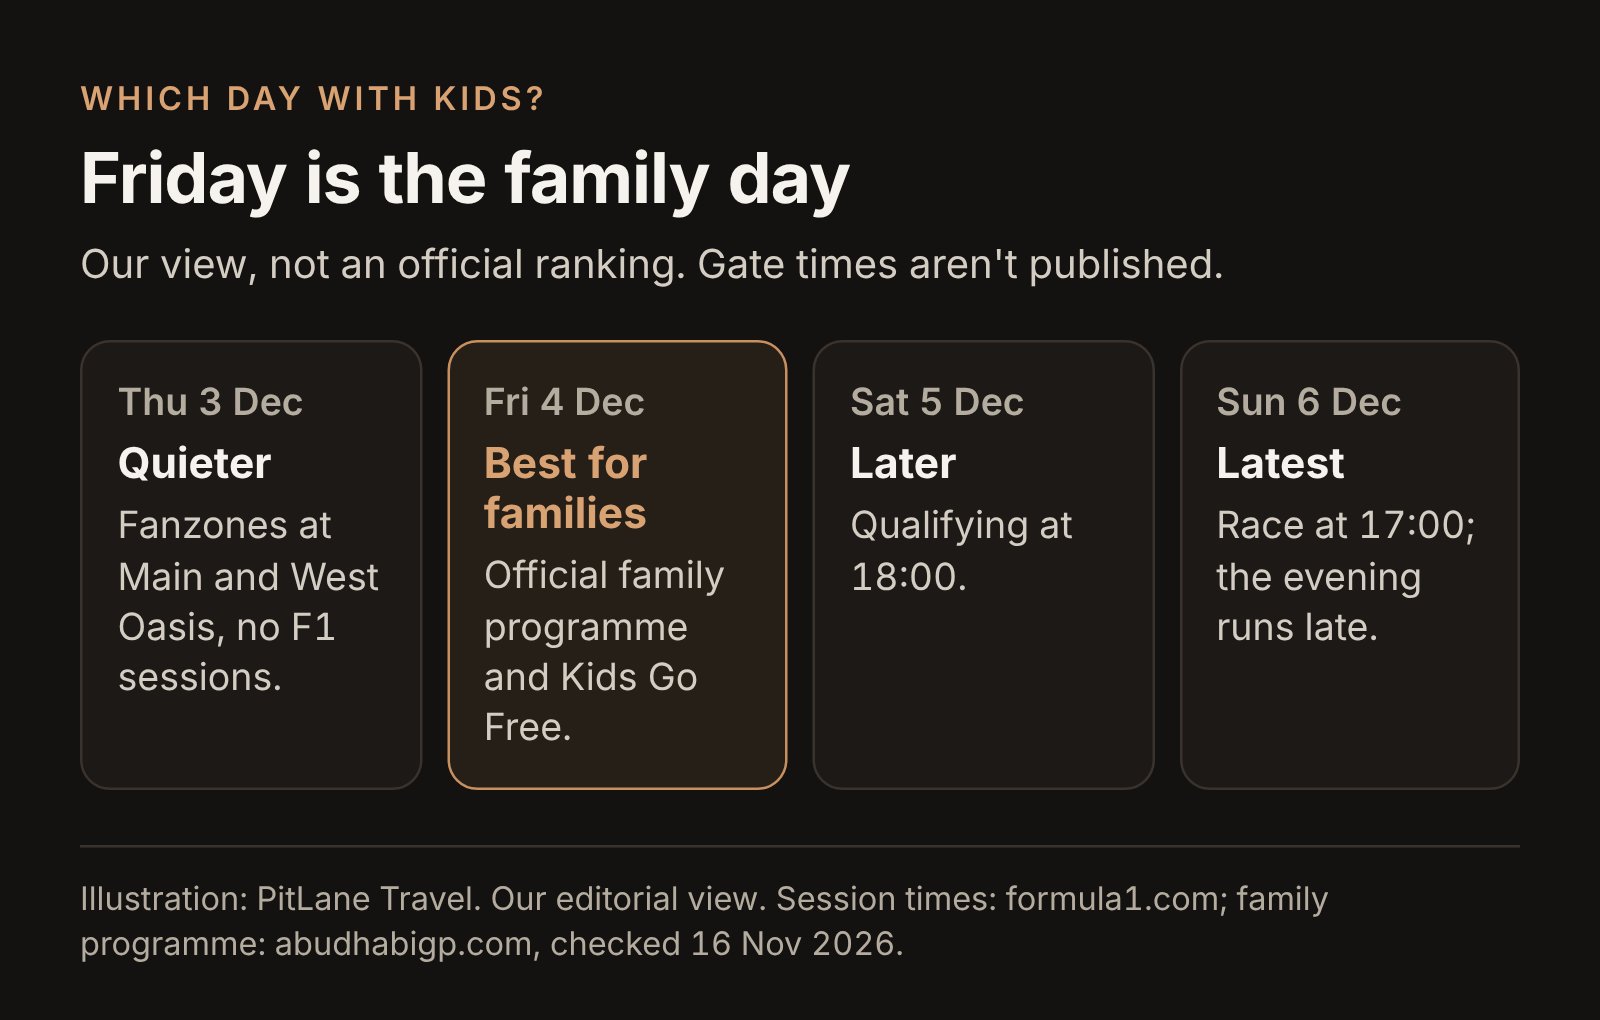 WHICH DAY WITH KIDS?
Friday is the family day
Our view, not an official ranking. Gate times aren't published.
Thu 3 Dec
Quieter
Fanzones at
Main and West
Oasis, no F1
sessions.
Fri 4 Dec
Best for
families
Official family
programme
and Kids Go
Free.
Sat 5 Dec
Later
Qualifying at
18:00.
Sun 6 Dec
Latest
Race at 17:00;
the evening
runs late.
Illustration: PitLane Travel. Our editorial view. Session times: formula1.com; family
programme: abudhabigp.com, checked 16 Nov 2026.